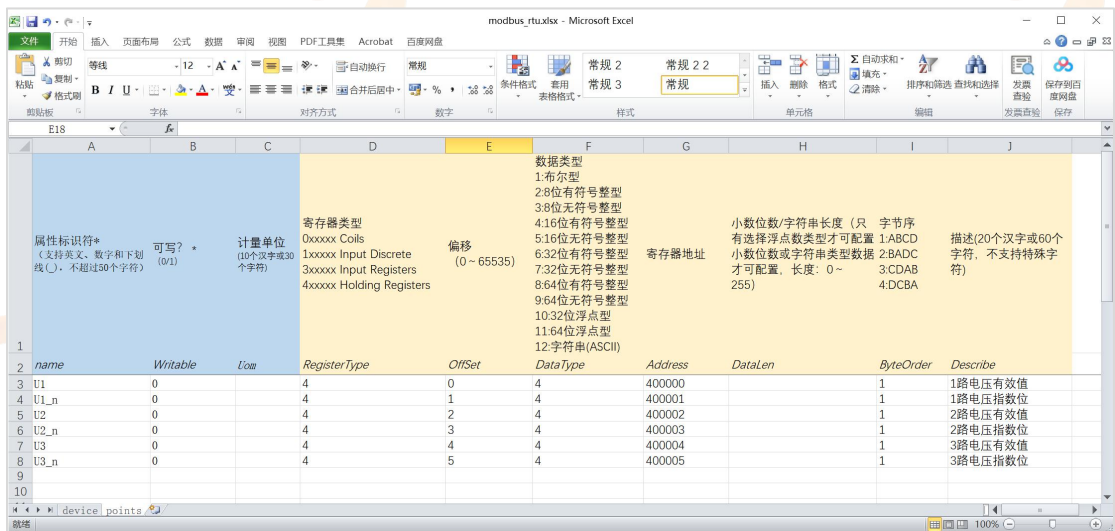 modbus_rtu.xlsx - Microsoft Excel
文件 开始 插入 页面布局 公式 数据 审阅 视图 PDF工具集 Acrobat 百度网盘
粘贴 剪切 复制 格式刷 剪贴板
等线 12 B I U 字体
自动换行 合并后居中 对齐方式
常规 % 数字
条件格式 套用表格格式 常规 2 常规 2 2 常规 3 常规 样式
插入 删除 格式 单元格
Σ 自动求和 填充 清除 排序和筛选 查找和选择 编辑
发票查验 发票查验
保存到百度网盘 保存
E18 fx
A B C D E F G H I J
1
属性标识符*
(支持英文、数字和下划
线(_),不超过50个字符)
可写? *
(0/1)
计量单位
(10个汉字或30
个字符)
寄存器类型
0xxxxx Coils
1xxxxx Input Discrete
3xxxxx Input Registers
4xxxxx Holding Registers
偏移
(0~65535)
数据类型
1:布尔型
2:8位有符号整型
3:8位无符号整型
4:16位有符号整型
5:16位无符号整型
6:32位有符号整型
7:32位无符号整型
8:64位有符号整型
9:64位无符号整型
10:32位浮点型
11:64位浮点型
12:字符串(ASCII)
寄存器地址
小数位数/字符串长度(只
有选择浮点数类型才可配置
小数位数或字符串类型数据
才可配置,长度:0~
255)
字节序
1:ABCD
2:BADC
3:CDAB
4:DCBA
描述(20个汉字或60个
字符,不支持特殊字
符)
2 name Writable Uom RegisterType OffSet DataType Address DataLen ByteOrder Describe
3 U1 0 4 0 4 400000 1 1路电压有效值
4 U1_n 0 4 1 4 400001 1 1路电压指数位
5 U2 0 4 2 4 400002 1 2路电压有效值
6 U2_n 0 4 3 4 400003 1 2路电压指数位
7 U3 0 4 4 4 400004 1 3路电压有效值
8 U3_n 0 4 5 4 400005 1 3路电压指数位
9
10
device points
就绪 100%